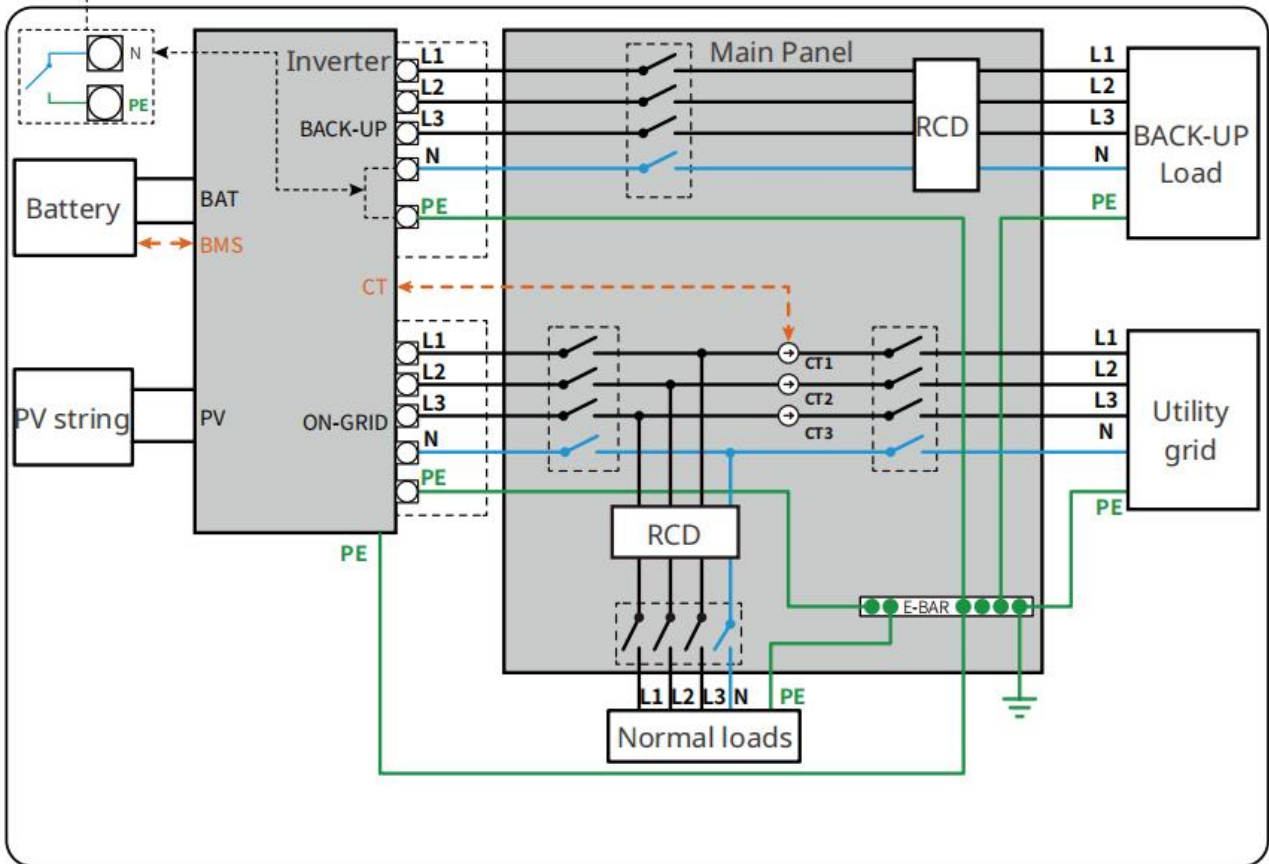 N
PE
Inverter
BACK-UP
L1
L2
L3
N
PE
Main Panel
RCD
L1
L2
L3
N
PE
BACK-UP
Load
Battery
BAT
BMS
CT
PV string
PV
ON-GRID
L1
L2
L3
N
PE
CT1
CT2
CT3
L1
L2
L3
N
PE
Utility
grid
RCD
E-BAR
PE
L1
L2
L3
N
PE
Normal loads